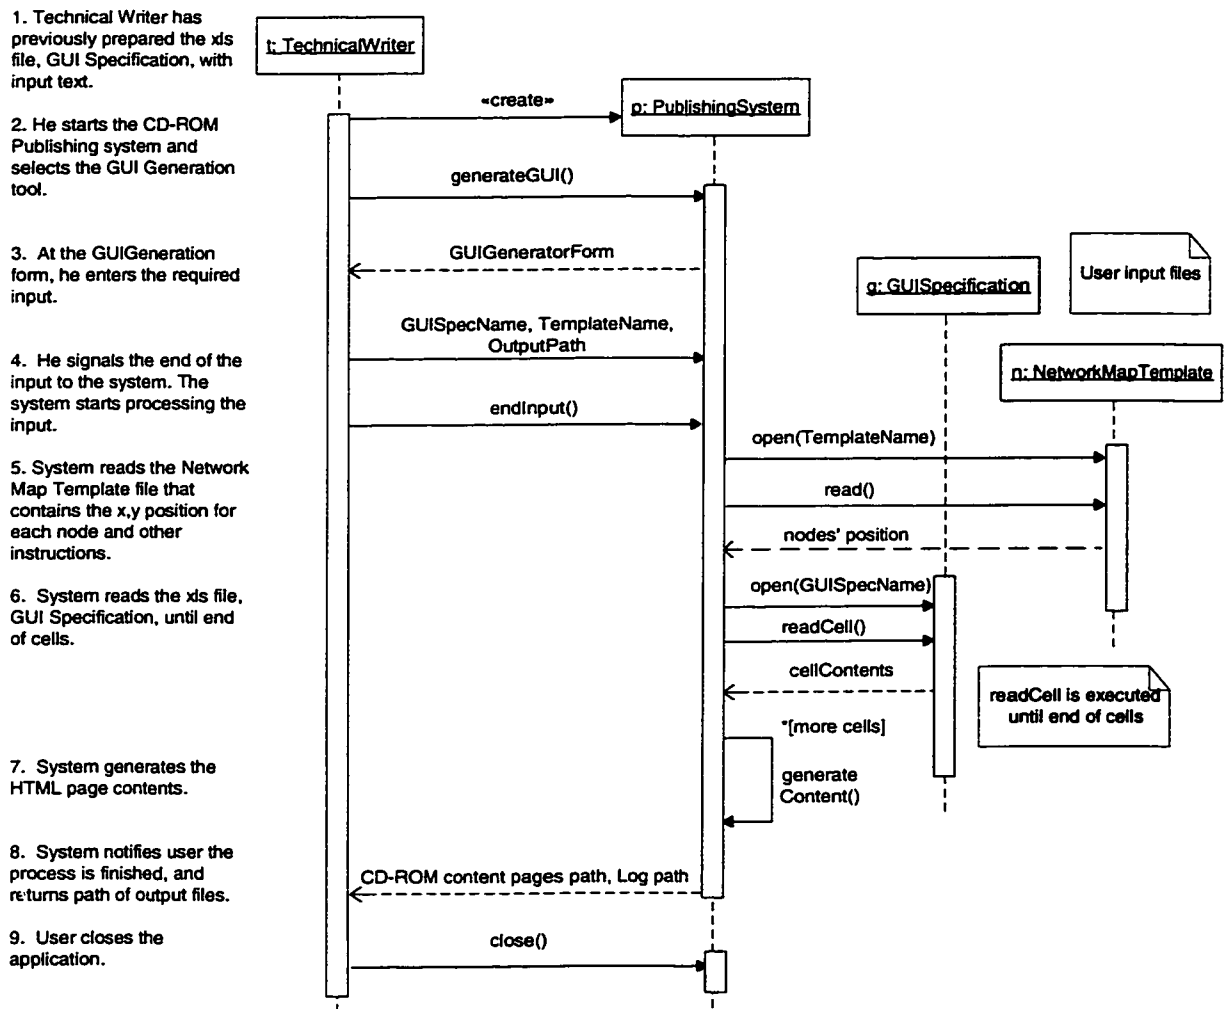 1. Technical Writer has
previously prepared the xls
file, GUI Specification, with
input text.
2. He starts the CD-ROM
Publishing system and
selects the GUI Generation
tool.
3. At the GUIGeneration
form, he enters the required
input.
4. He signals the end of the
input to the system. The
system starts processing the
input.
5. System reads the Network
Map Template file that
contains the x,y position for
each node and other
instructions.
6. System reads the xls file,
GUI Specification, until end
of cells.
7. System generates the
HTML page contents.
8. System notifies user the
process is finished, and
returns path of output files.
9. User closes the
application.
t: TechnicalWriter
«create»
p: PublishingSystem
generateGUI()
GUIGeneratorForm
g: GUISpecification
User input files
GUISpecName, TemplateName,
OutputPath
n: NetworkMapTemplate
endInput()
open(TemplateName)
read()
nodes' position
open(GUISpecName)
readCell()
cellContents
readCell is executed
until end of cells
*[more cells]
generate
Content()
CD-ROM content pages path, Log path
close()